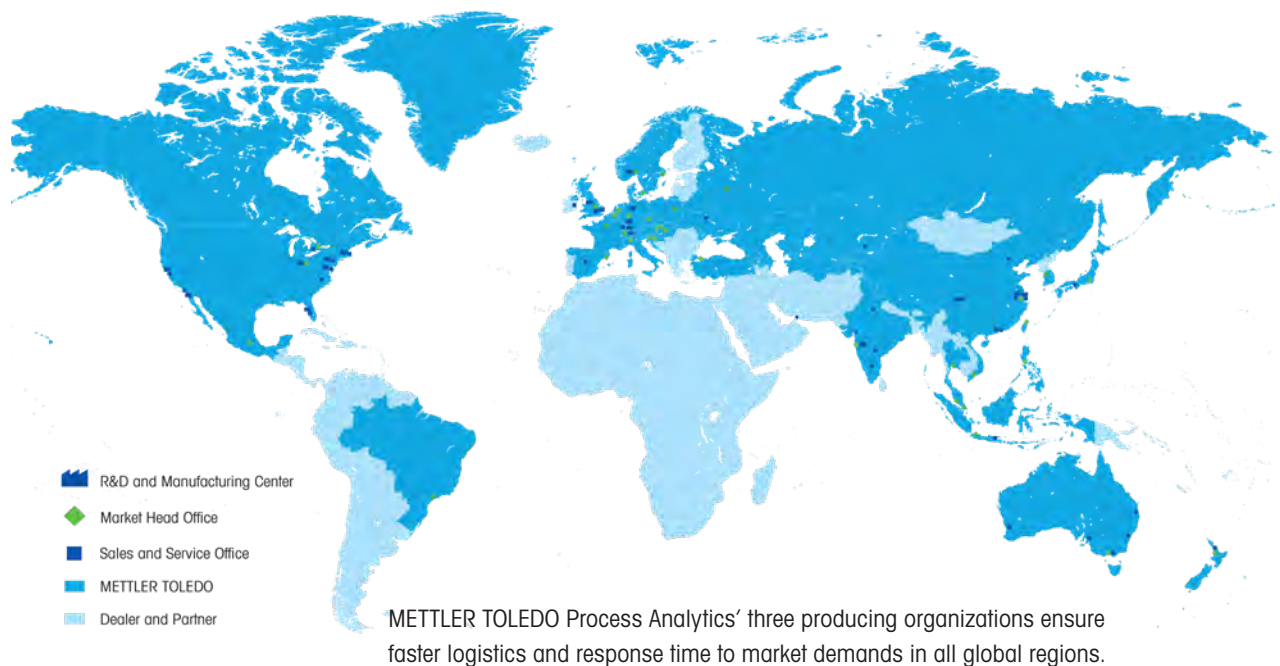 R&D and Manufacturing Center
Market Head Office
Sales and Service Office
METTLER TOLEDO
Dealer and Partner
METTLER TOLEDO Process Analytics’ three producing organizations ensure
faster logistics and response time to market demands in all global regions.